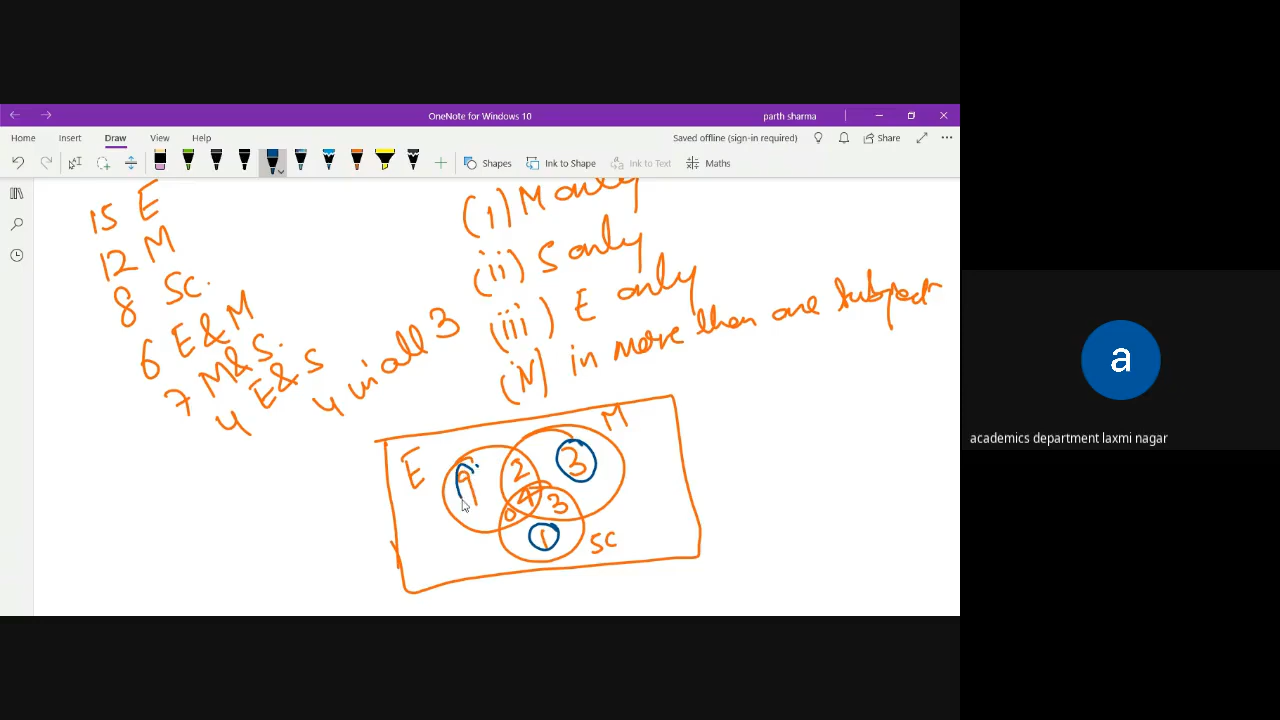 OneNote for Windows 10
parth sharma
Home Insert Draw View Help
Saved offline (sign-in required)
Share
Shapes
Ink to Shape
Ink to Text
Maths
15 E
12 M
8 Sc.
6 E & M
7 M & S.
4 E & S
4 in all 3
(i) M only
(ii) S only
(iii) E only
(iv) in more than one subject
E
M
9
2
3
4
0
3
1
SC
a
academics department laxmi nagar